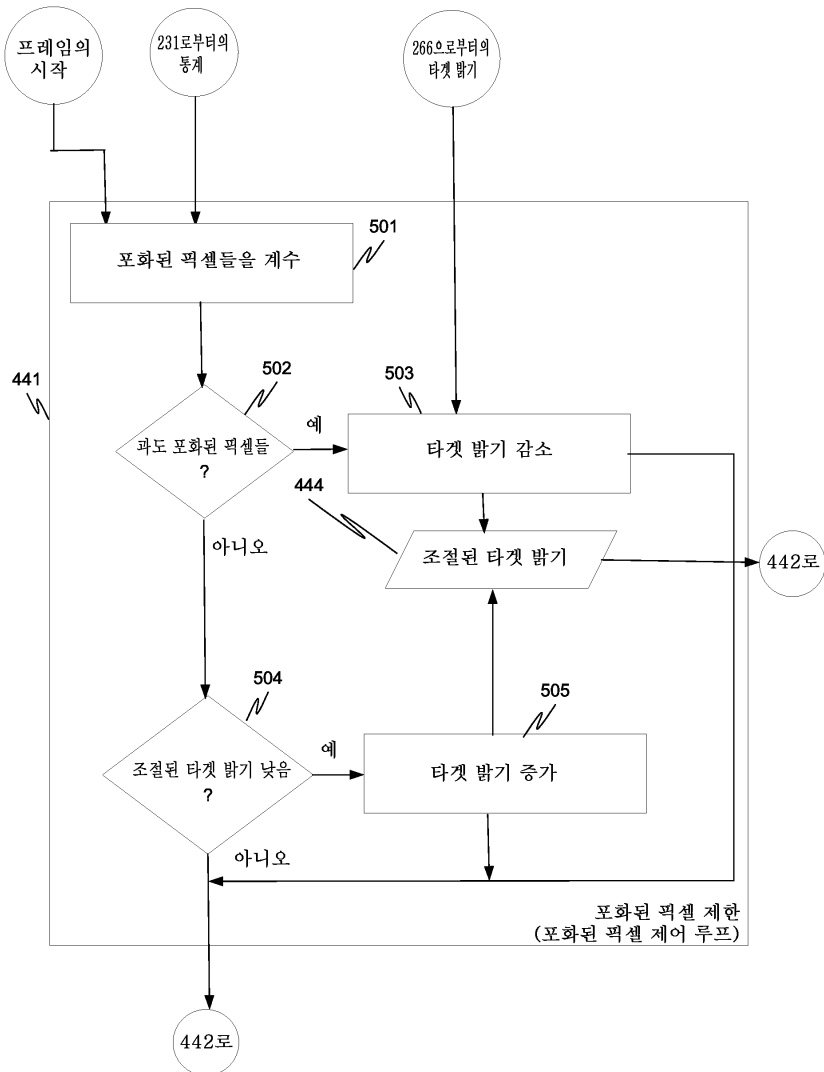 프레임의
시작
231로부터의
통계
266으로부터의
타겟 밝기
501
포화된 픽셀들을 계수
441
502
503
과도 포화된 픽셀들
?
예
타겟 밝기 감소
444
아니오
조절된 타겟 밝기
442로
504
505
조절된 타겟 밝기 낮음
?
예
타겟 밝기 증가
아니오
포화된 픽셀 제한
(포화된 픽셀 제어 루프)
442로